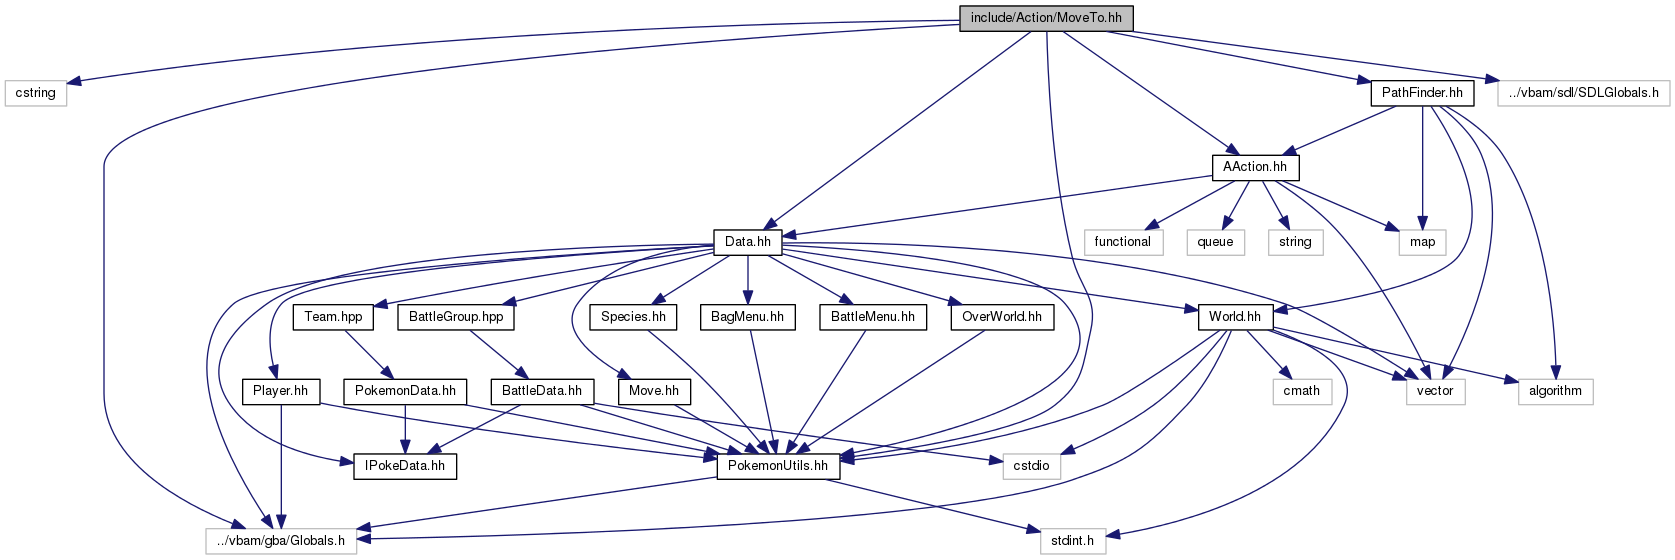 include/Action/MoveTo.hh
cstring
PathFinder.hh
../vbam/sdl/SDLGlobals.h
AAction.hh
Data.hh
functional
queue
string
map
Team.hpp
BattleGroup.hpp
Species.hh
BagMenu.hh
BattleMenu.hh
OverWorld.hh
World.hh
Player.hh
PokemonData.hh
BattleData.hh
Move.hh
cmath
vector
algorithm
IPokeData.hh
PokemonUtils.hh
cstdio
../vbam/gba/Globals.h
stdint.h